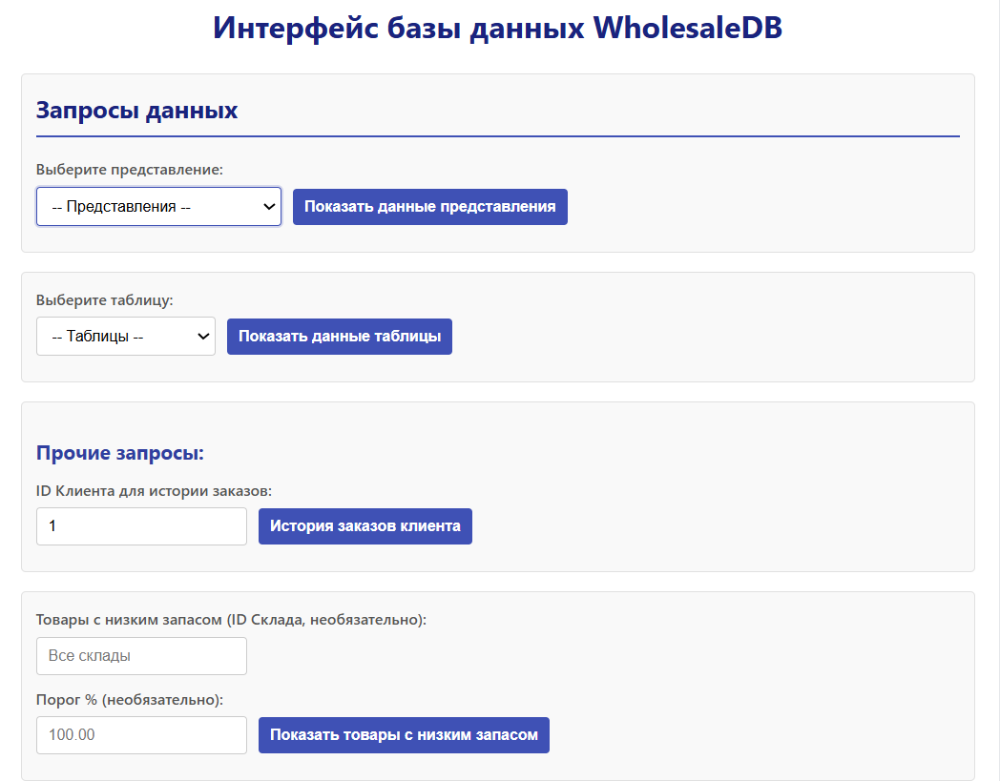 Интерфейс базы данных WholesaleDB
Запросы данных
Выберите представление:
-- Представления --
Показать данные представления
Выберите таблицу:
-- Таблицы --
Показать данные таблицы
Прочие запросы:
ID Клиента для истории заказов:
1
История заказов клиента
Товары с низким запасом (ID Склада, необязательно):
Все склады
Порог % (необязательно):
100.00
Показать товары с низким запасом